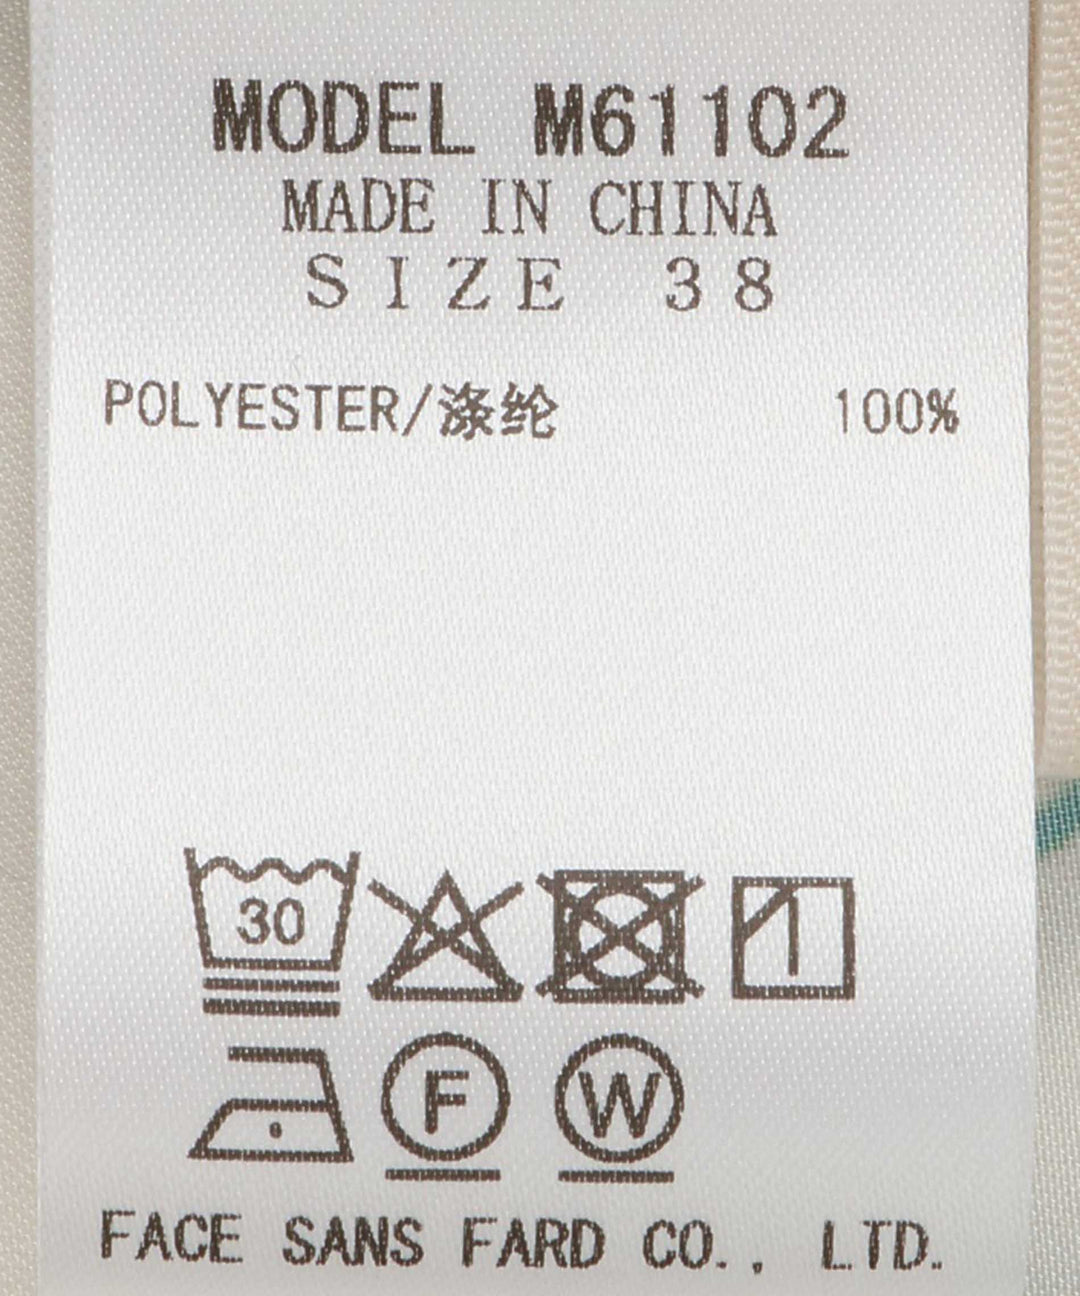 MODEL M61102
MADE IN CHINA
SIZE 38
POLYESTER/涤纶 100%
30
F W
FACE SANS FARD CO., LTD.